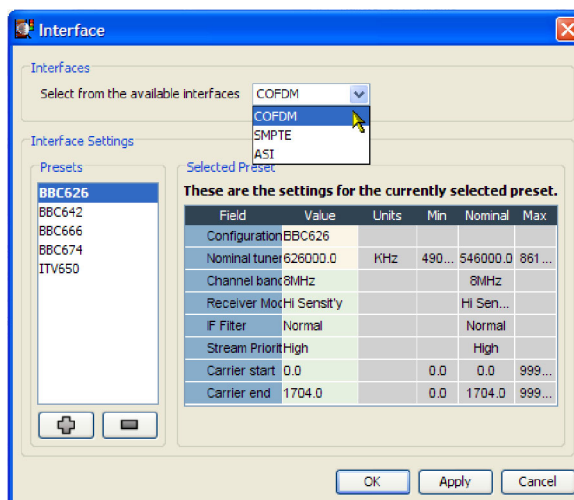 Interface
Interfaces
Select from the available interfaces COFDM
COFDM
SMPTE
ASI
Interface Settings
Presets
BBC626
BBC642
BBC666
BBC674
ITV650
Selected Preset
These are the settings for the currently selected preset.
Field Value Units Min Nominal Max
Configuration BBC626
Nominal tuner 626000.0 KHz 490... 546000.0 861...
Channel band 8MHz 8MHz
Receiver Mod Hi Sensit'y Hi Sen...
IF Filter Normal Normal
Stream Priorit High High
Carrier start 0.0 0.0 0.0 999...
Carrier end 1704.0 0.0 1704.0 999...
OK Apply Cancel